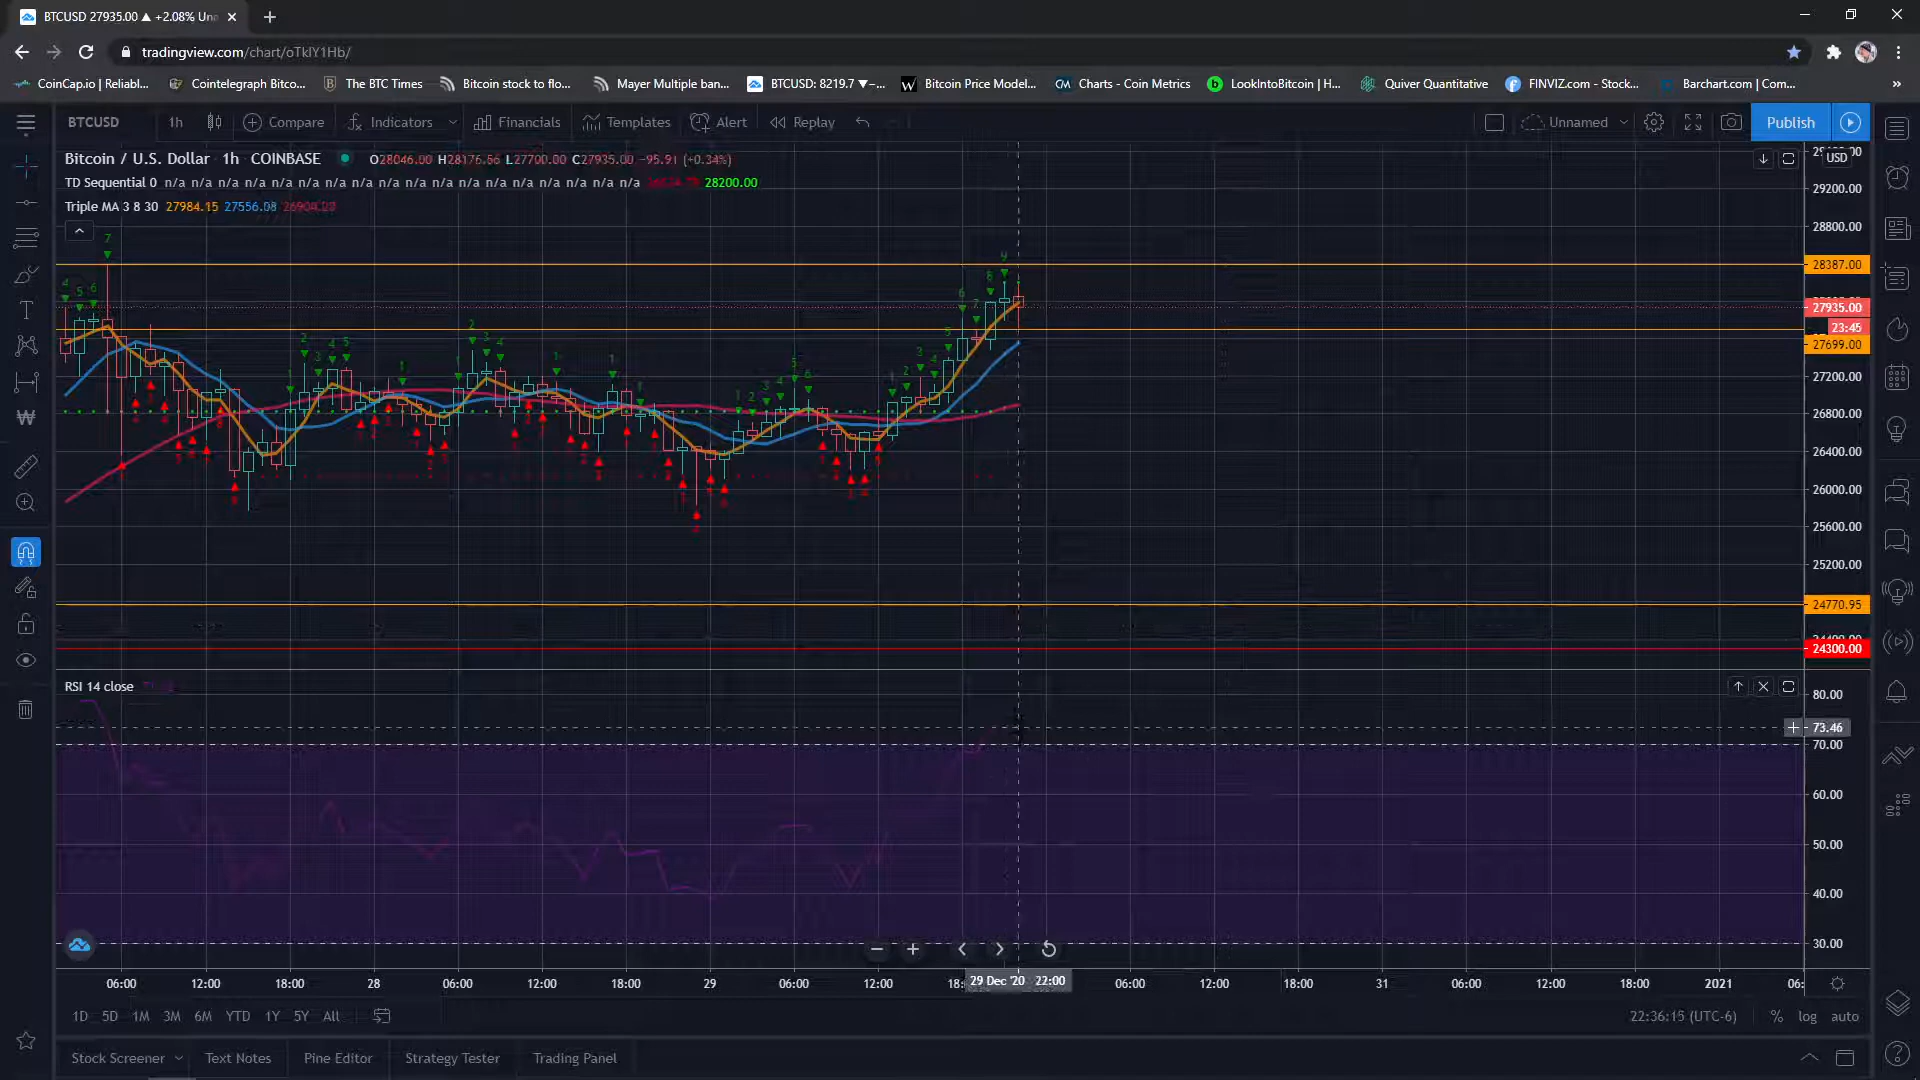 BTCUSD 27935.00 ▲ +2.08% Un
tradingview.com/chart/oTkIY1Hb/
CoinCap.io | Reliabl...
Cointelegraph Bitco...
The BTC Times
Bitcoin stock to flo...
Mayer Multiple ban...
BTCUSD: 8219.7 ▼−...
Bitcoin Price Model...
Charts - Coin Metrics
LookIntoBitcoin | H...
Quiver Quantitative
FINVIZ.com - Stock...
Barchart.com | Com...
»
BTCUSD 1h Compare Indicators Financials Templates Alert Replay Unnamed Publish
Bitcoin / U.S. Dollar 1h COINBASE O28046.00 H28176.66 L27700.00 C27935.00 −95.91 (+0.34%)
TD Sequential 0 n/a n/a n/a n/a n/a n/a n/a n/a n/a n/a n/a n/a n/a n/a n/a n/a n/a n/a 28200.00
Triple MA 3 8 30 27984.15 27556.08
USD
29200.00
28800.00
28387.00
27935.00
23:45
27699.00
27200.00
26800.00
26400.00
26000.00
25600.00
25200.00
24770.95
24400.00
24300.00
RSI 14 close
80.00
73.46
70.00
60.00
50.00
40.00
30.00
06:00 12:00 18:00 28 06:00 12:00 18:00 29 06:00 12:00 29 Dec '20 22:00 06:00 12:00 18:00 31 06:00 12:00 18:00 2021 06:
1D 5D 1M 3M 6M YTD 1Y 5Y All
22:36:15 (UTC-6) % log auto
Stock Screener Text Notes Pine Editor Strategy Tester Trading Panel